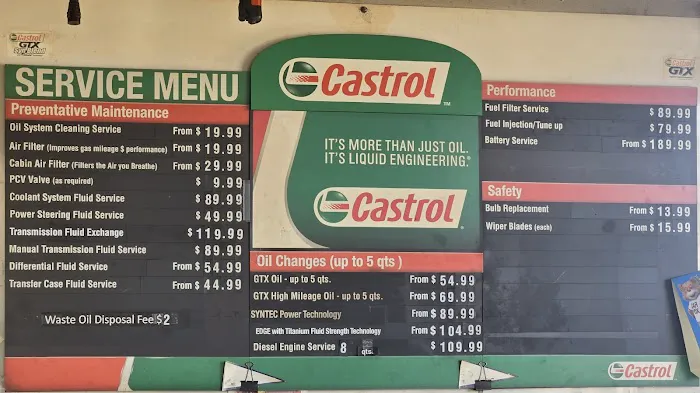 Castrol
GTX
SERVICE MENU
Preventative Maintenance
Oil System Cleaning Service From $ 19.99
Air Filter (Improves gas mileage $ performance) From $ 19.99
Cabin Air Filter (Filters the Air you Breathe) From $ 29.99
PCV Valve (as required) $ 9.99
Coolant System Fluid Service $ 89.99
Power Steering Fluid Service $ 49.99
Transmission Fluid Exchange $ 119.99
Manual Transmission Fluid Service $ 89.99
Differential Fluid Service From $ 54.99
Transfer Case Fluid Service From $ 44.99
Waste Oil Disposal Fee $2
Castrol TM
IT'S MORE THAN JUST OIL.
IT'S LIQUID ENGINEERING.®
Castrol
Oil Changes (up to 5 qts )
GTX Oil - up to 5 qts. From $ 54.99
GTX High Mileage Oil - up to 5 qts. From $ 69.99
SYNTEC Power Technology From $ 89.99
EDGE with Titanium Fluid Strength Technology From $ 104.99
Diesel Engine Service 8 qts. $ 109.99
Castrol
GTX
Performance
Fuel Filter Service $ 89.99
Fuel Injection/Tune up $ 79.99
Battery Service From $ 189.99
Safety
Bulb Replacement From $ 13.99
Wiper Blades (each) From $ 15.99
Castrol